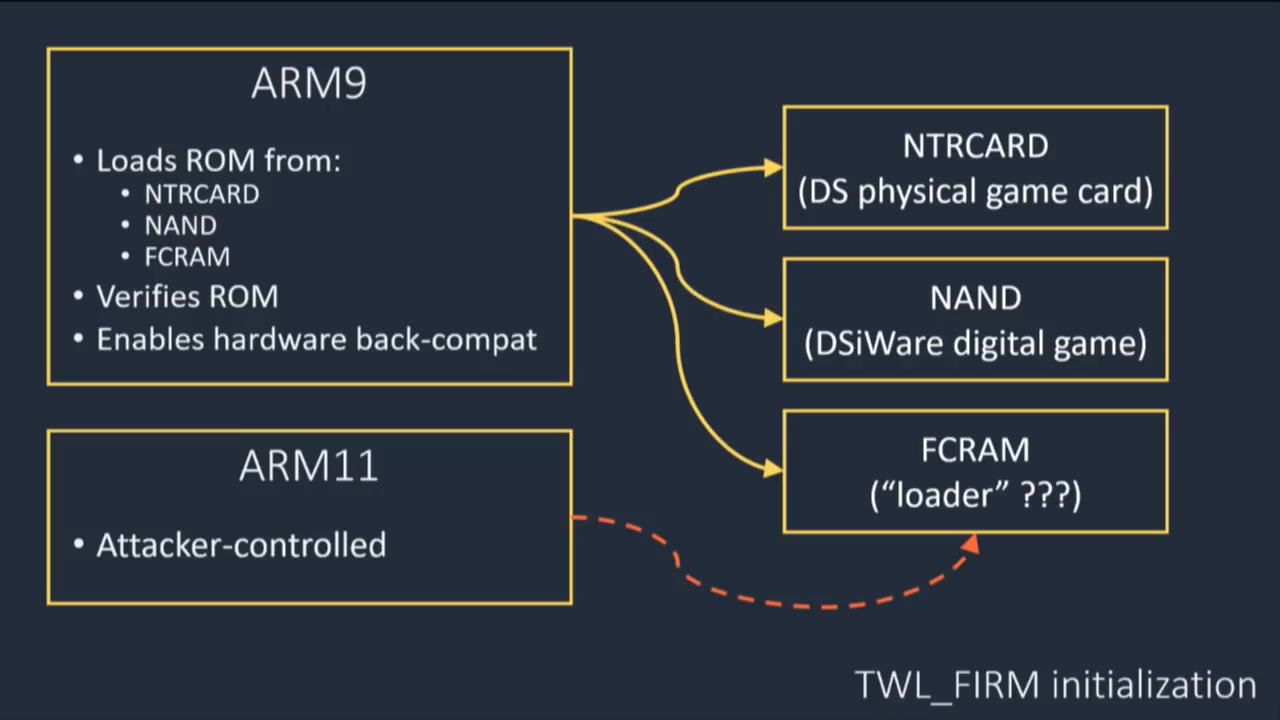 ARM9
• Loads ROM from:
• NTRCARD
• NAND
• FCRAM
• Verifies ROM
• Enables hardware back-compat
ARM11
• Attacker-controlled
NTRCARD
(DS physical game card)
NAND
(DSiWare digital game)
FCRAM
(“loader” ???)
TWL_FIRM initialization